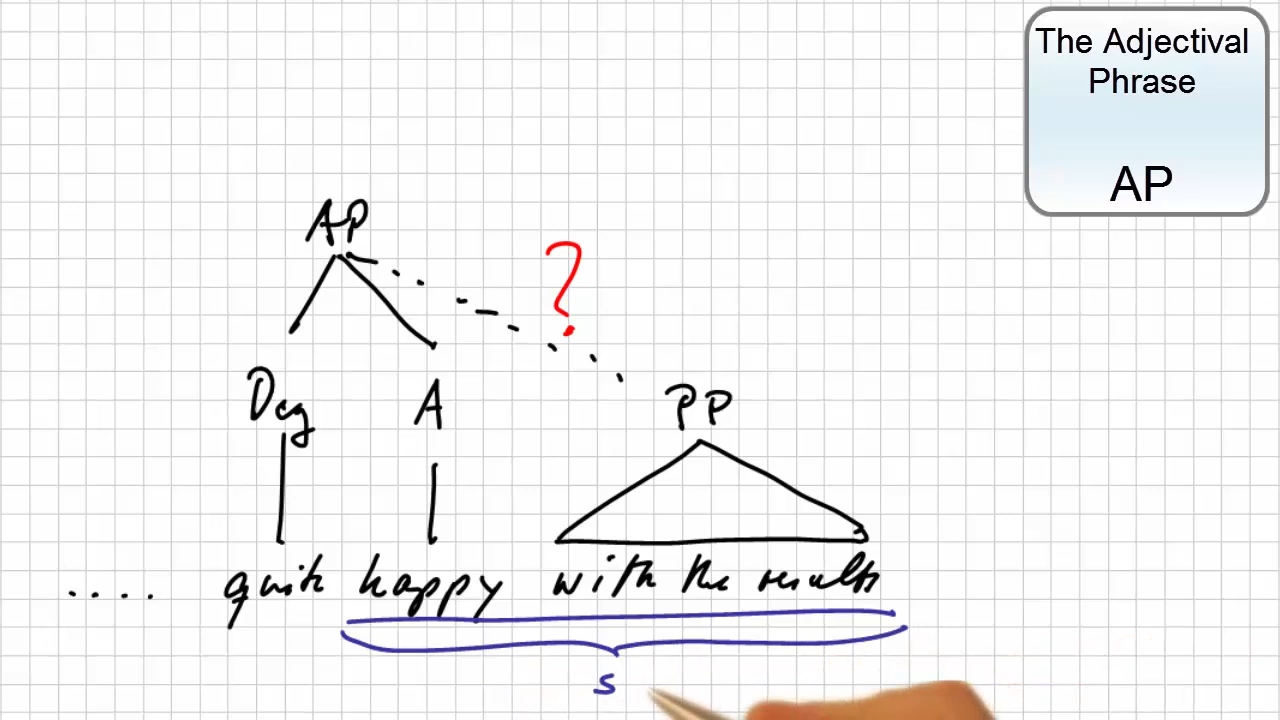 The Adjectival
Phrase
AP
AP
?
Deg A PP
.... quite happy with the results
s